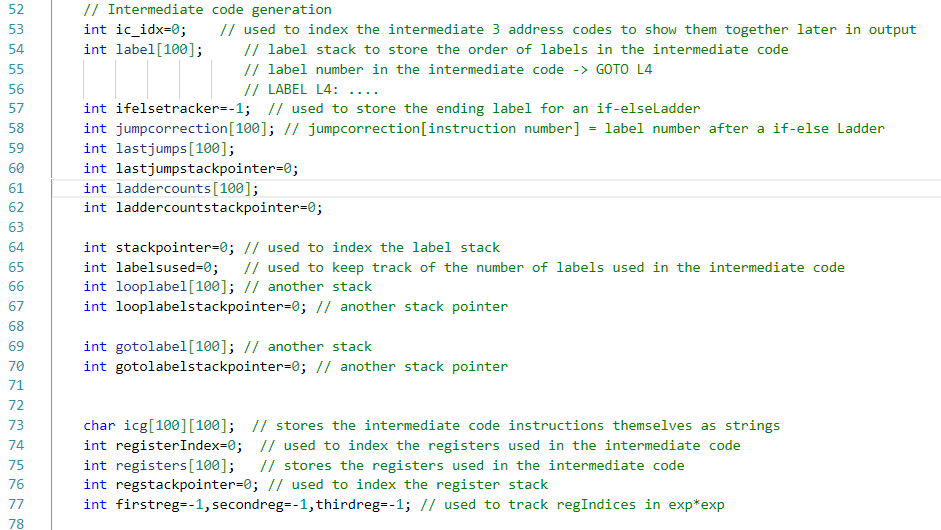 52 // Intermediate code generation
53 int ic_idx=0; // used to index the intermediate 3 address codes to show them together later in output
54 int label[100]; // label stack to store the order of labels in the intermediate code
55 // label number in the intermediate code -> GOTO L4
56 // LABEL L4: ....
57 int ifelsetracker=-1; // used to store the ending label for an if-elseLadder
58 int jumpcorrection[100]; // jumpcorrection[instruction number] = label number after a if-else Ladder
59 int lastjumps[100];
60 int lastjumpstackpointer=0;
61 int laddercounts[100];
62 int laddercountstackpointer=0;
63
64 int stackpointer=0; // used to index the label stack
65 int labelsused=0; // used to keep track of the number of labels used in the intermediate code
66 int looplabel[100]; // another stack
67 int looplabelstackpointer=0; // another stack pointer
68
69 int gotolabel[100]; // another stack
70 int gotolabelstackpointer=0; // another stack pointer
71
72
73 char icg[100][100]; // stores the intermediate code instructions themselves as strings
74 int registerIndex=0; // used to index the registers used in the intermediate code
75 int registers[100]; // stores the registers used in the intermediate code
76 int regstackpointer=0; // used to index the register stack
77 int firstreg=-1,secondreg=-1,thirdreg=-1; // used to track regIndices in exp*exp
78